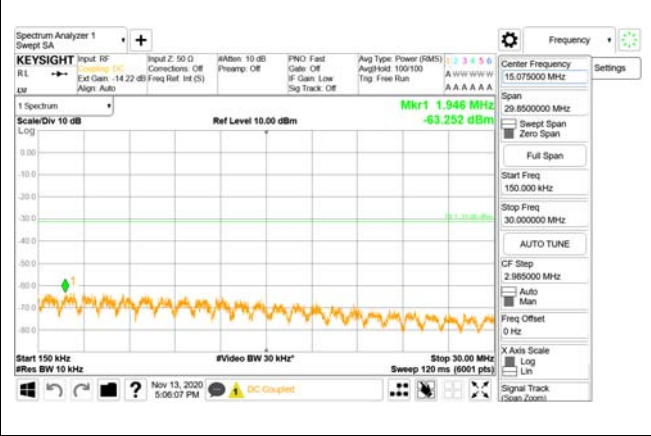 Spectrum Analyzer 1
Swept SA
Frequency
KEYSIGHT
RL
Input: RF
Coupling: DC
Ext Gain: -14.22 dB
Align: Auto
Input Z: 50 Ω
Corrections: Off
Freq Ref: Int (S)
#Atten: 10 dB
Preamp: Off
PNO: Fast
Gate: Off
IF Gain: Low
Sig Track: Off
Avg Type: Power (RMS)
Avg|Hold: 100/100
Trig: Free Run
1 2 3 4 5 6
A W W W W W
A A A A A A
1 Spectrum
Scale/Div 10 dB
Log
Ref Level 10.00 dBm
Mkr1 1.946 MHz
-63.252 dBm
0.00
-10.0
-20.0
-30.0
-40.0
-50.0
-60.0
-70.0
-80.0
1
Start 150 kHz
#Res BW 10 kHz
#Video BW 30 kHz*
Stop 30.00 MHz
Sweep 120 ms (6001 pts)
Nov 13, 2020
5:06:07 PM
DC Coupled
Center Frequency
15.075000 MHz
Settings
Span
29.8500000 MHz
Swept Span
Zero Span
Full Span
Start Freq
150.000 kHz
Stop Freq
30.000000 MHz
AUTO TUNE
CF Step
2.985000 MHz
Auto
Man
Freq Offset
0 Hz
X Axis Scale
Log
Lin
Signal Track
(Span Zoom)